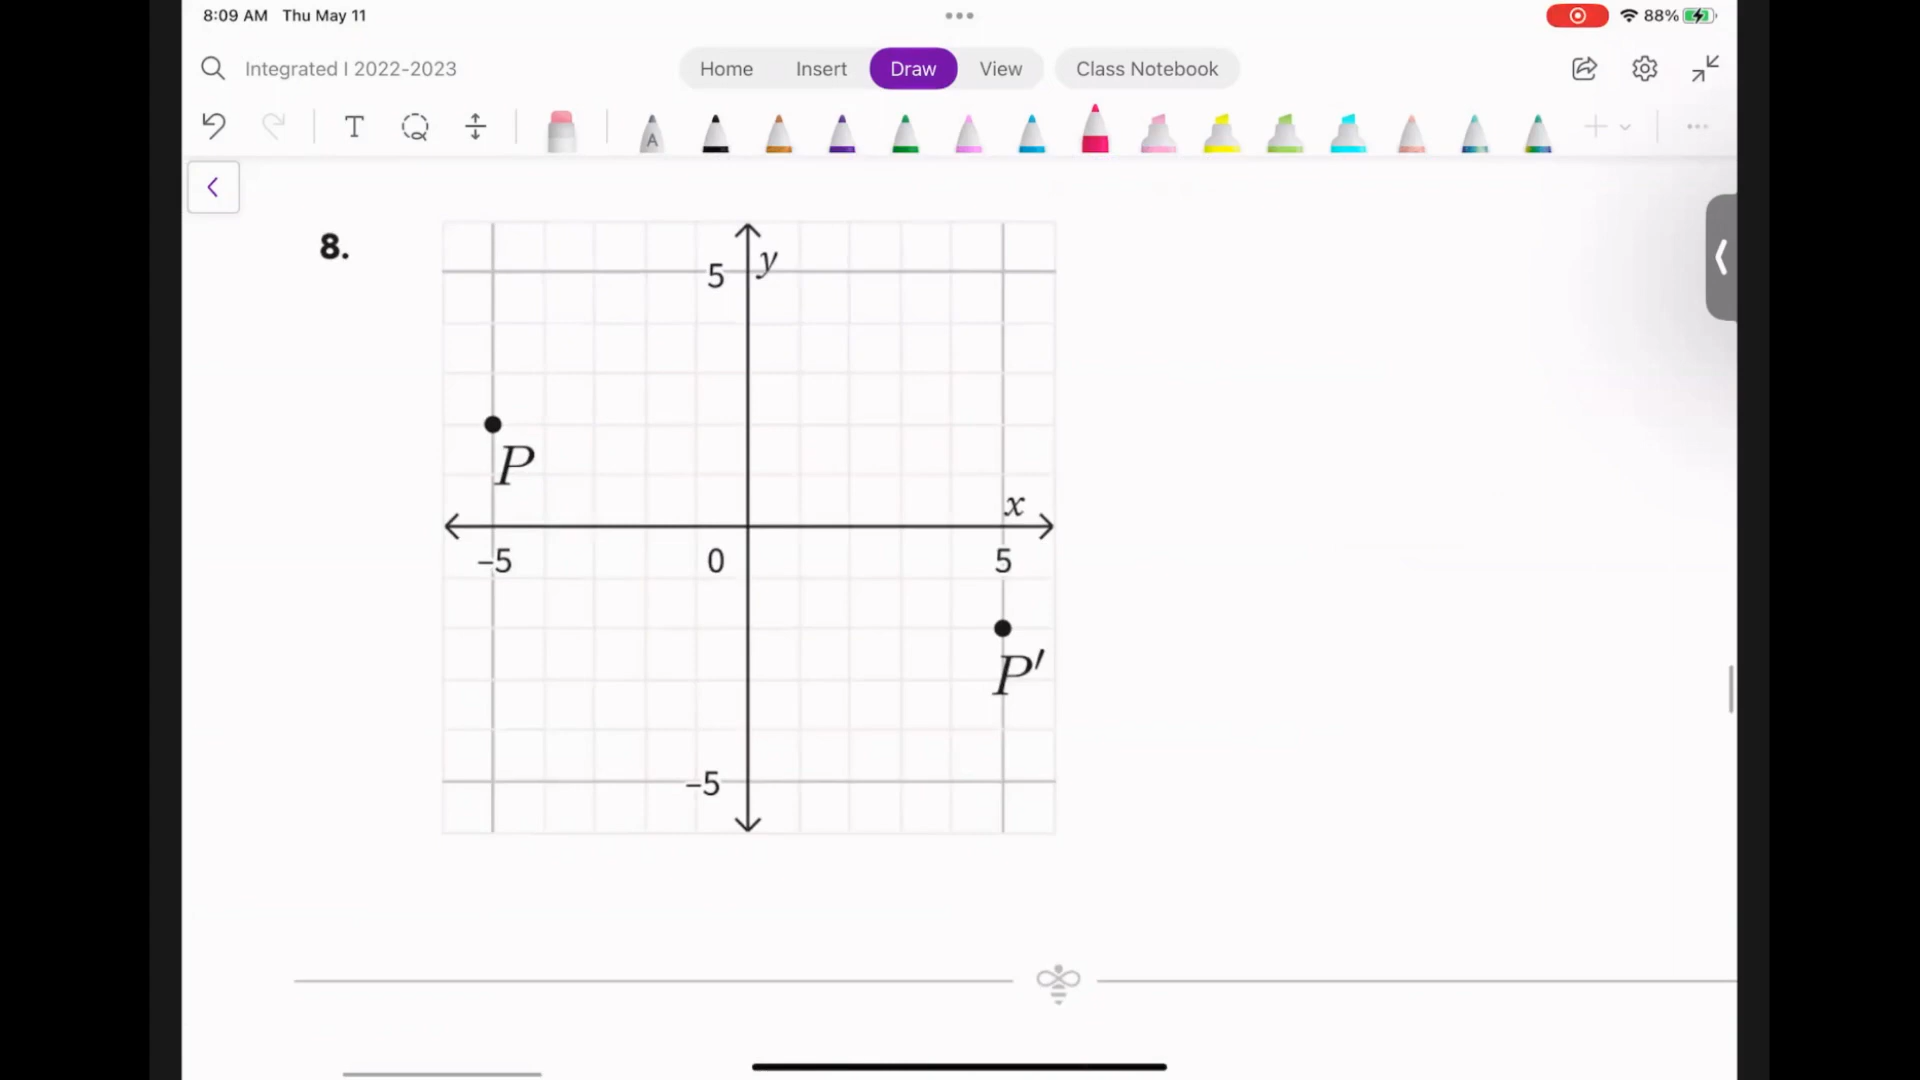 8:09 AM Thu May 11
88%
Integrated I 2022-2023
Home Insert Draw View Class Notebook
T
A
8.
5 y
P
x
–5 0 5
P′
–5